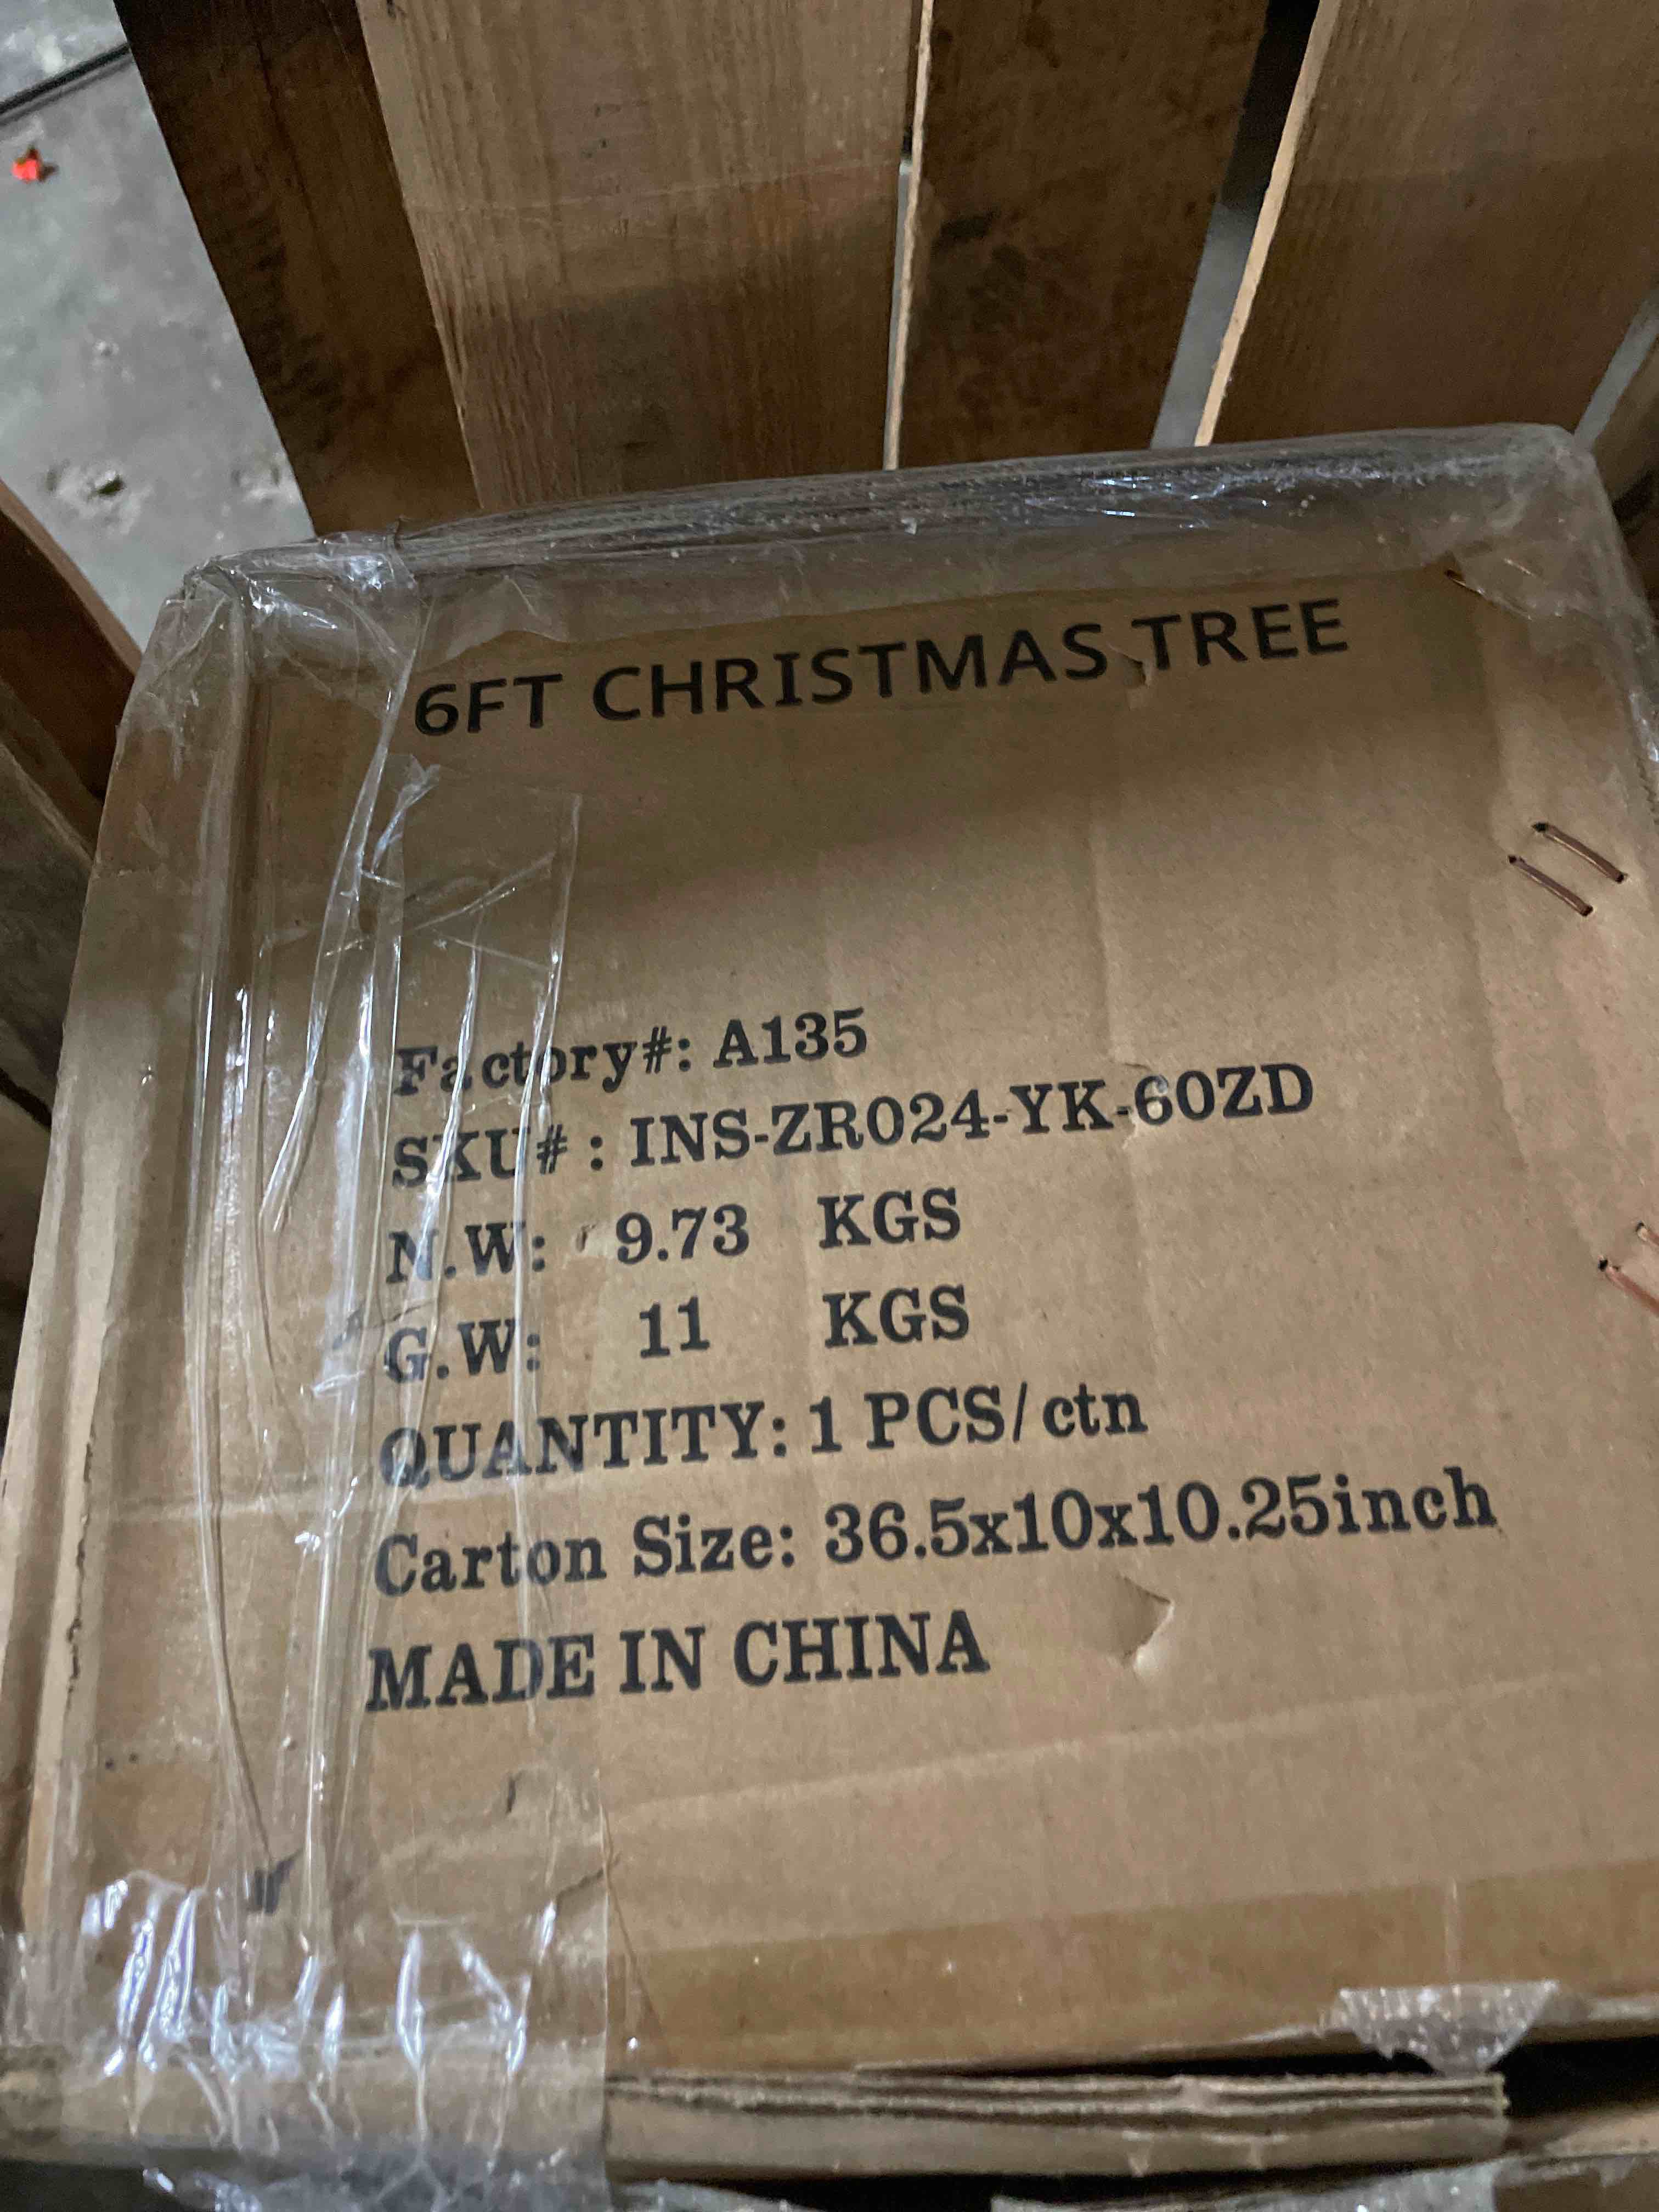 6FT CHRISTMAS TREE
Factory#: A135
SKU# : INS-ZR024-YK-60ZD
N.W: 9.73 KGS
G.W: 11 KGS
QUANTITY: 1 PCS/ctn
Carton Size: 36.5x10x10.25inch
MADE IN CHINA